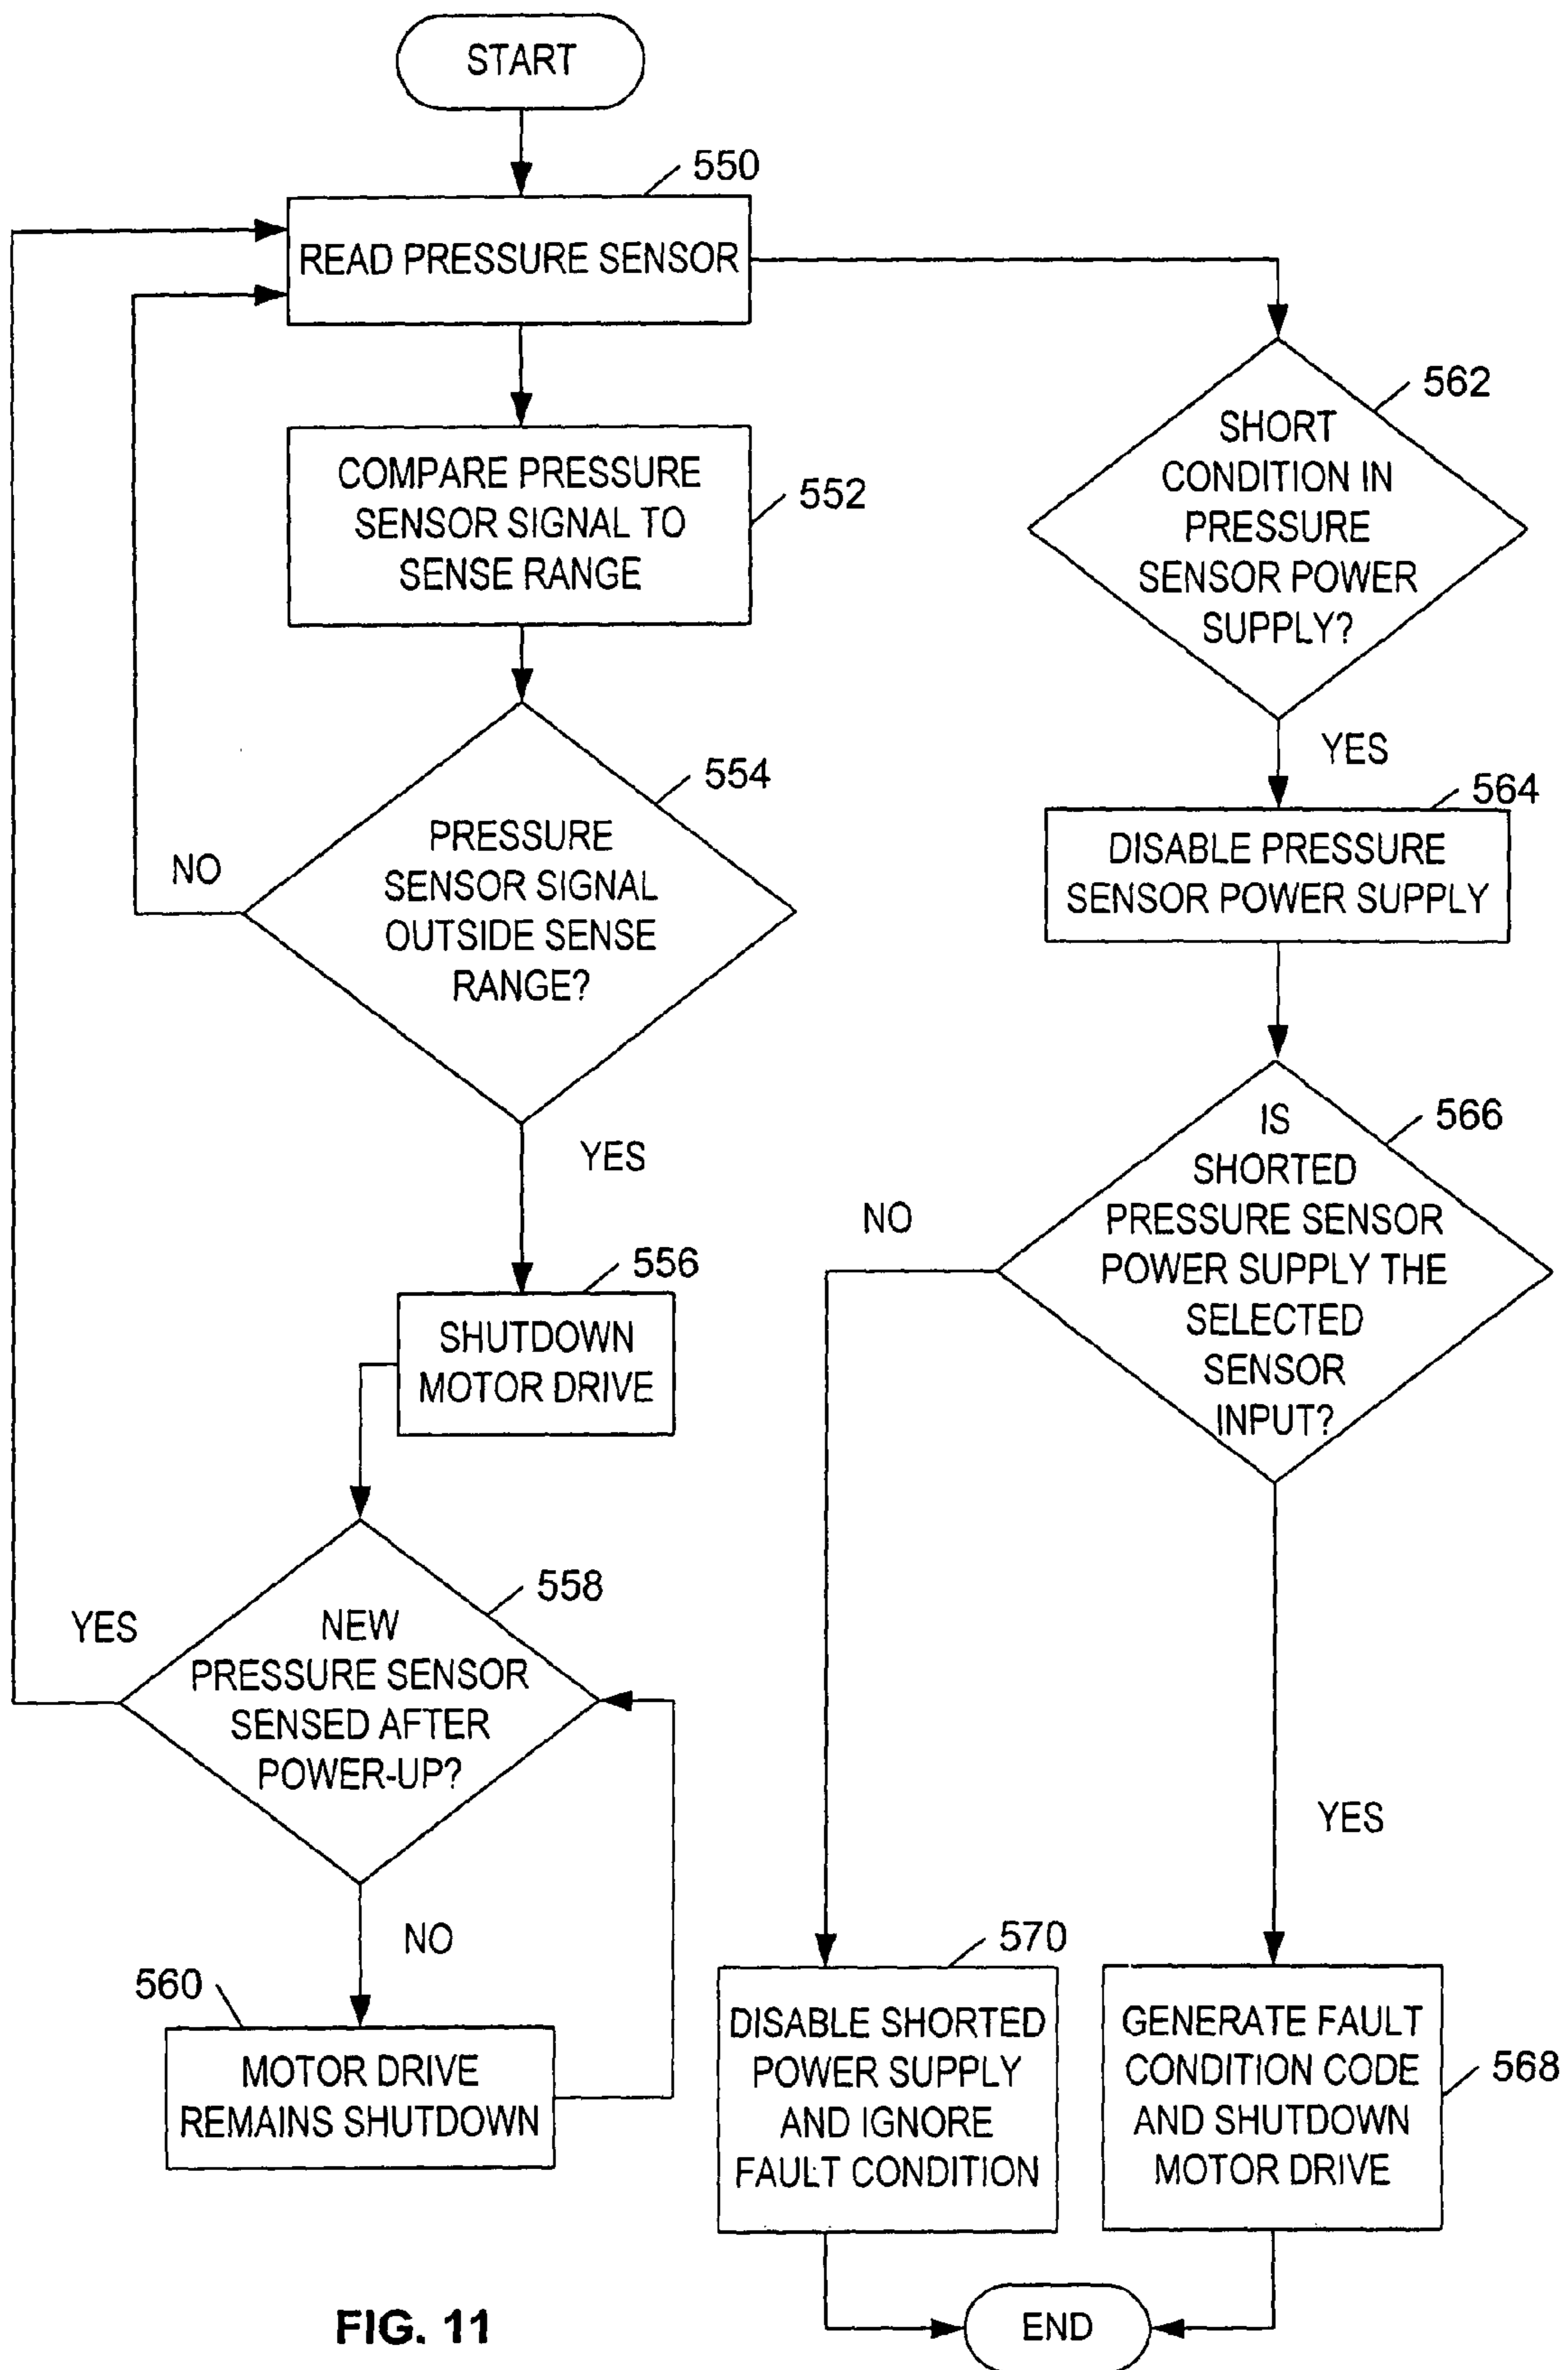 START
550
READ PRESSURE SENSOR
COMPARE PRESSURE
SENSOR SIGNAL TO
SENSE RANGE
552
562
SHORT
CONDITION IN
PRESSURE
SENSOR POWER
SUPPLY?
YES
554
PRESSURE
SENSOR SIGNAL
OUTSIDE SENSE
RANGE?
NO
YES
564
DISABLE PRESSURE
SENSOR POWER SUPPLY
566
IS
SHORTED
PRESSURE SENSOR
POWER SUPPLY THE
SELECTED
SENSOR
INPUT?
NO
YES
556
SHUTDOWN
MOTOR DRIVE
558
NEW
PRESSURE SENSOR
SENSED AFTER
POWER-UP?
YES
NO
560
MOTOR DRIVE
REMAINS SHUTDOWN
570
DISABLE SHORTED
POWER SUPPLY
AND IGNORE
FAULT CONDITION
GENERATE FAULT
CONDITION CODE
AND SHUTDOWN
MOTOR DRIVE
568
END
FIG. 11